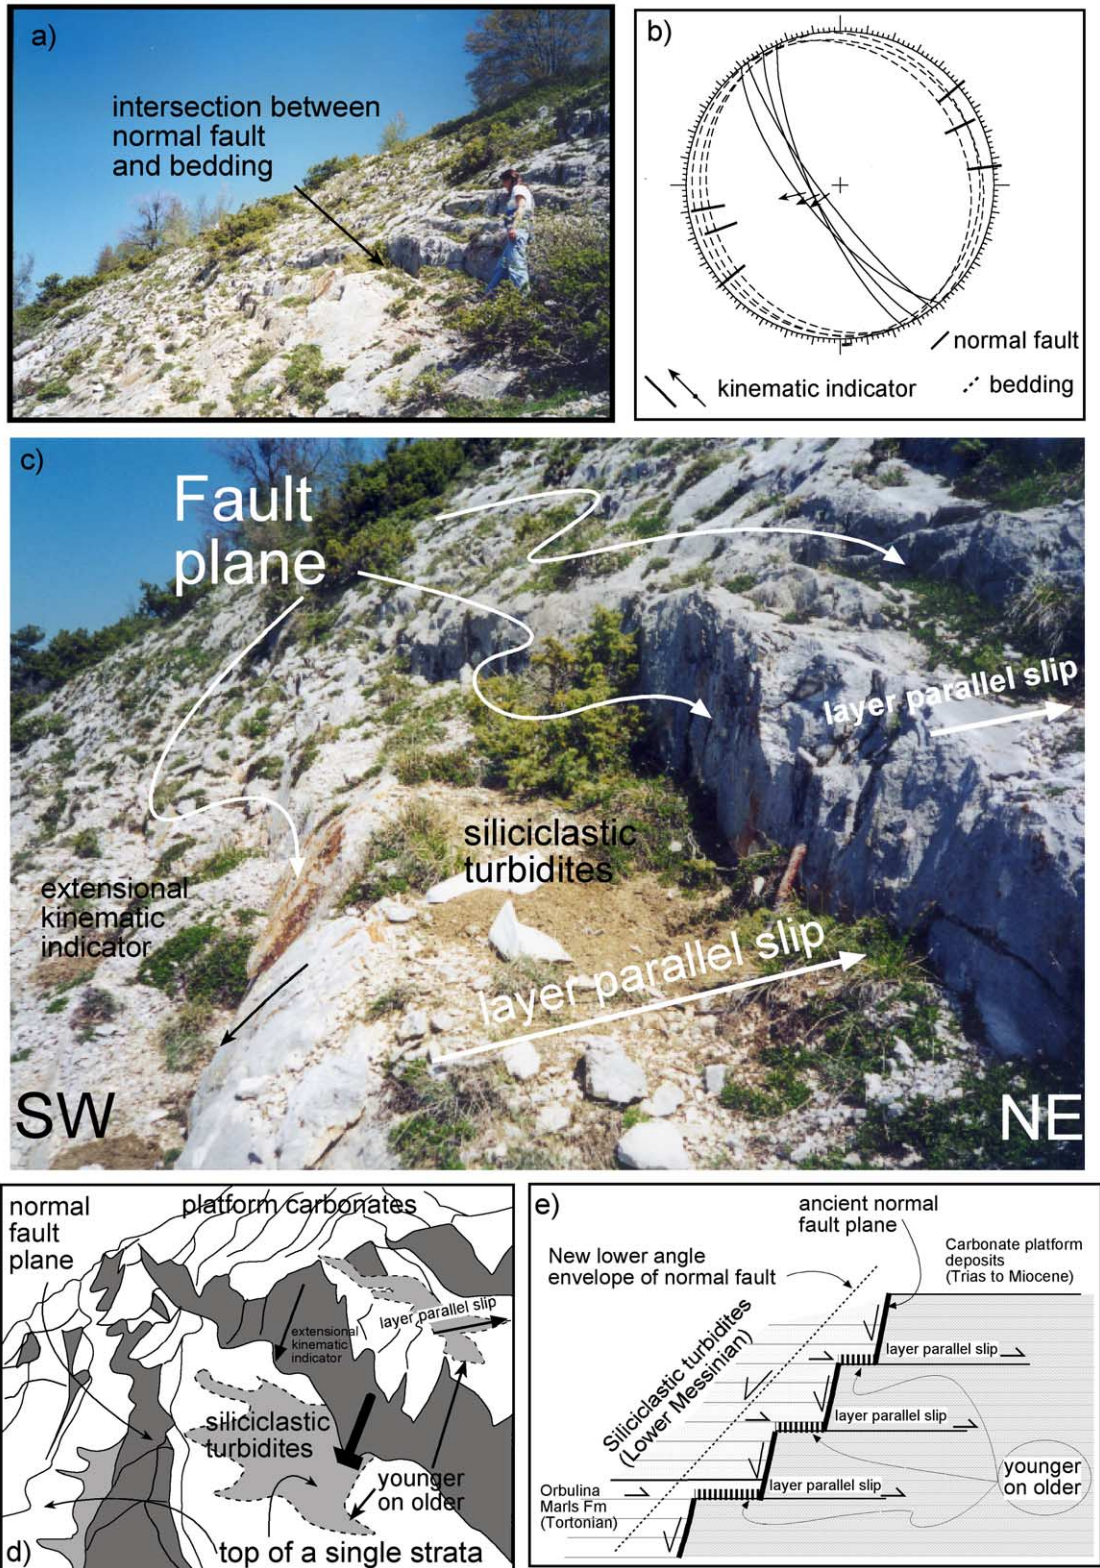 a)
intersection between
normal fault
and bedding
b)
normal fault
kinematic indicator
bedding
c)
Fault
plane
layer parallel slip
siliciclastic
turbidites
extensional
kinematic
indicator
layer parallel slip
SW
NE
normal
fault
plane
platform carbonates
layer parallel slip
extensional
kinematic
indicator
siliciclastic
turbidites
younger
on older
d)
top of a single strata
e)
ancient normal
fault plane
New lower angle
envelope of normal fault
Carbonate platform
deposits
(Trias to Miocene)
Siliciclastic turbidites
(Lower Messinian)
layer parallel slip
layer parallel slip
layer parallel slip
Orbulina
Marls Fm
(Tortonian)
younger
on older